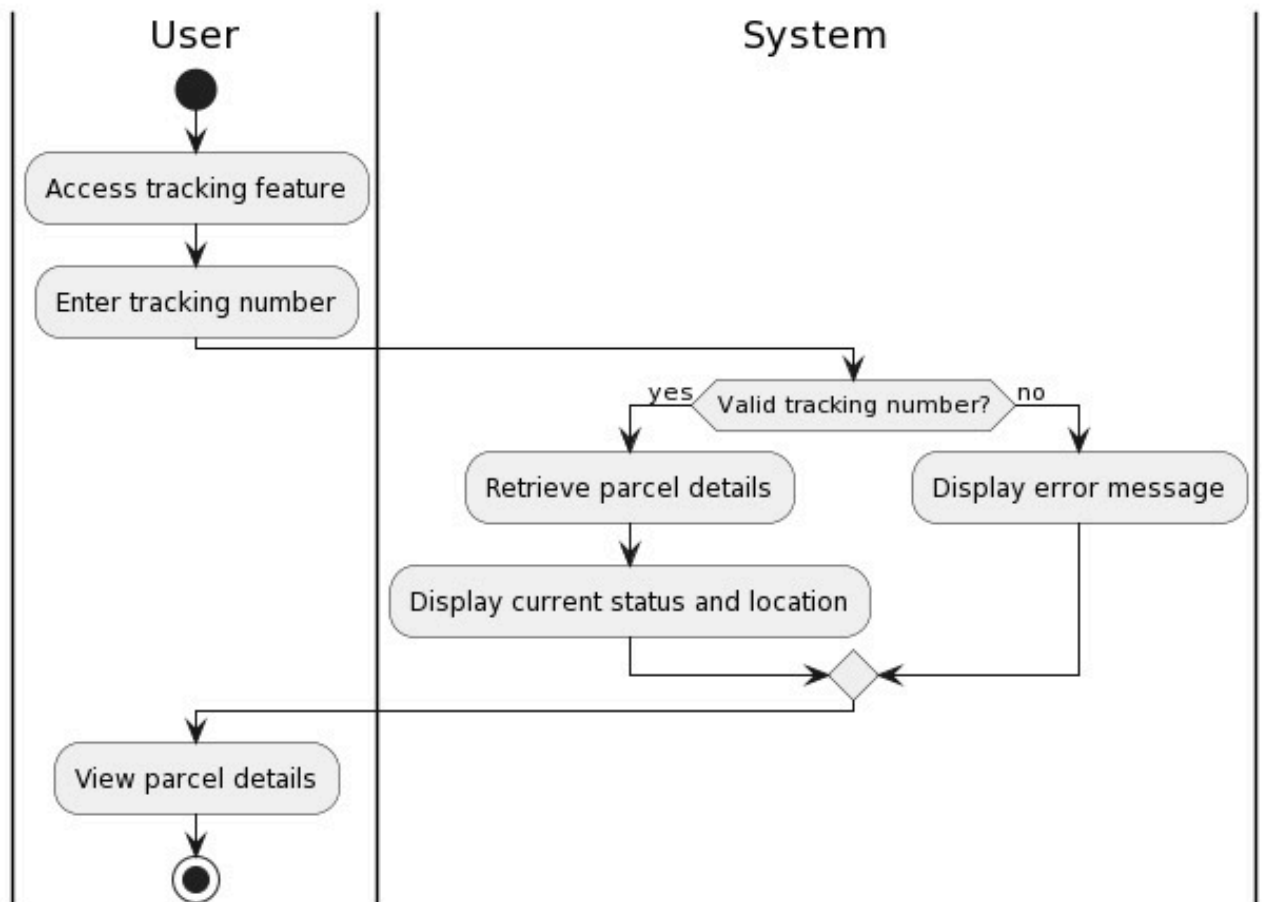 User
System
Access tracking feature
Enter tracking number
yes
Valid tracking number?
no
Retrieve parcel details
Display error message
Display current status and location
View parcel details